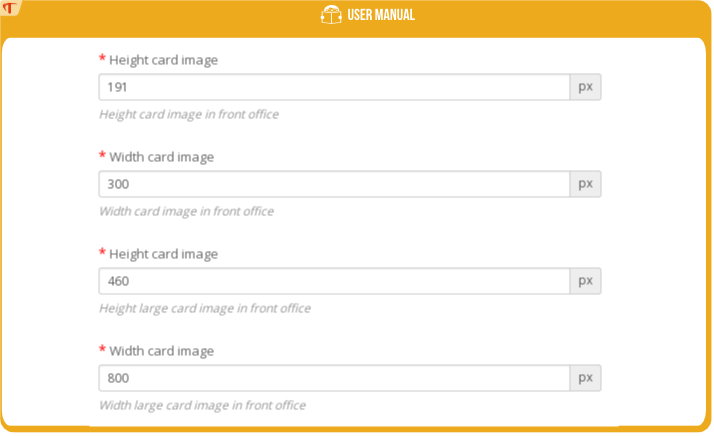 USER MANUAL
* Height card image
191 px
Height card image in front office
* Width card image
300 px
Width card image in front office
* Height card image
460 px
Height large card image in front office
* Width card image
800 px
Width large card image in front office